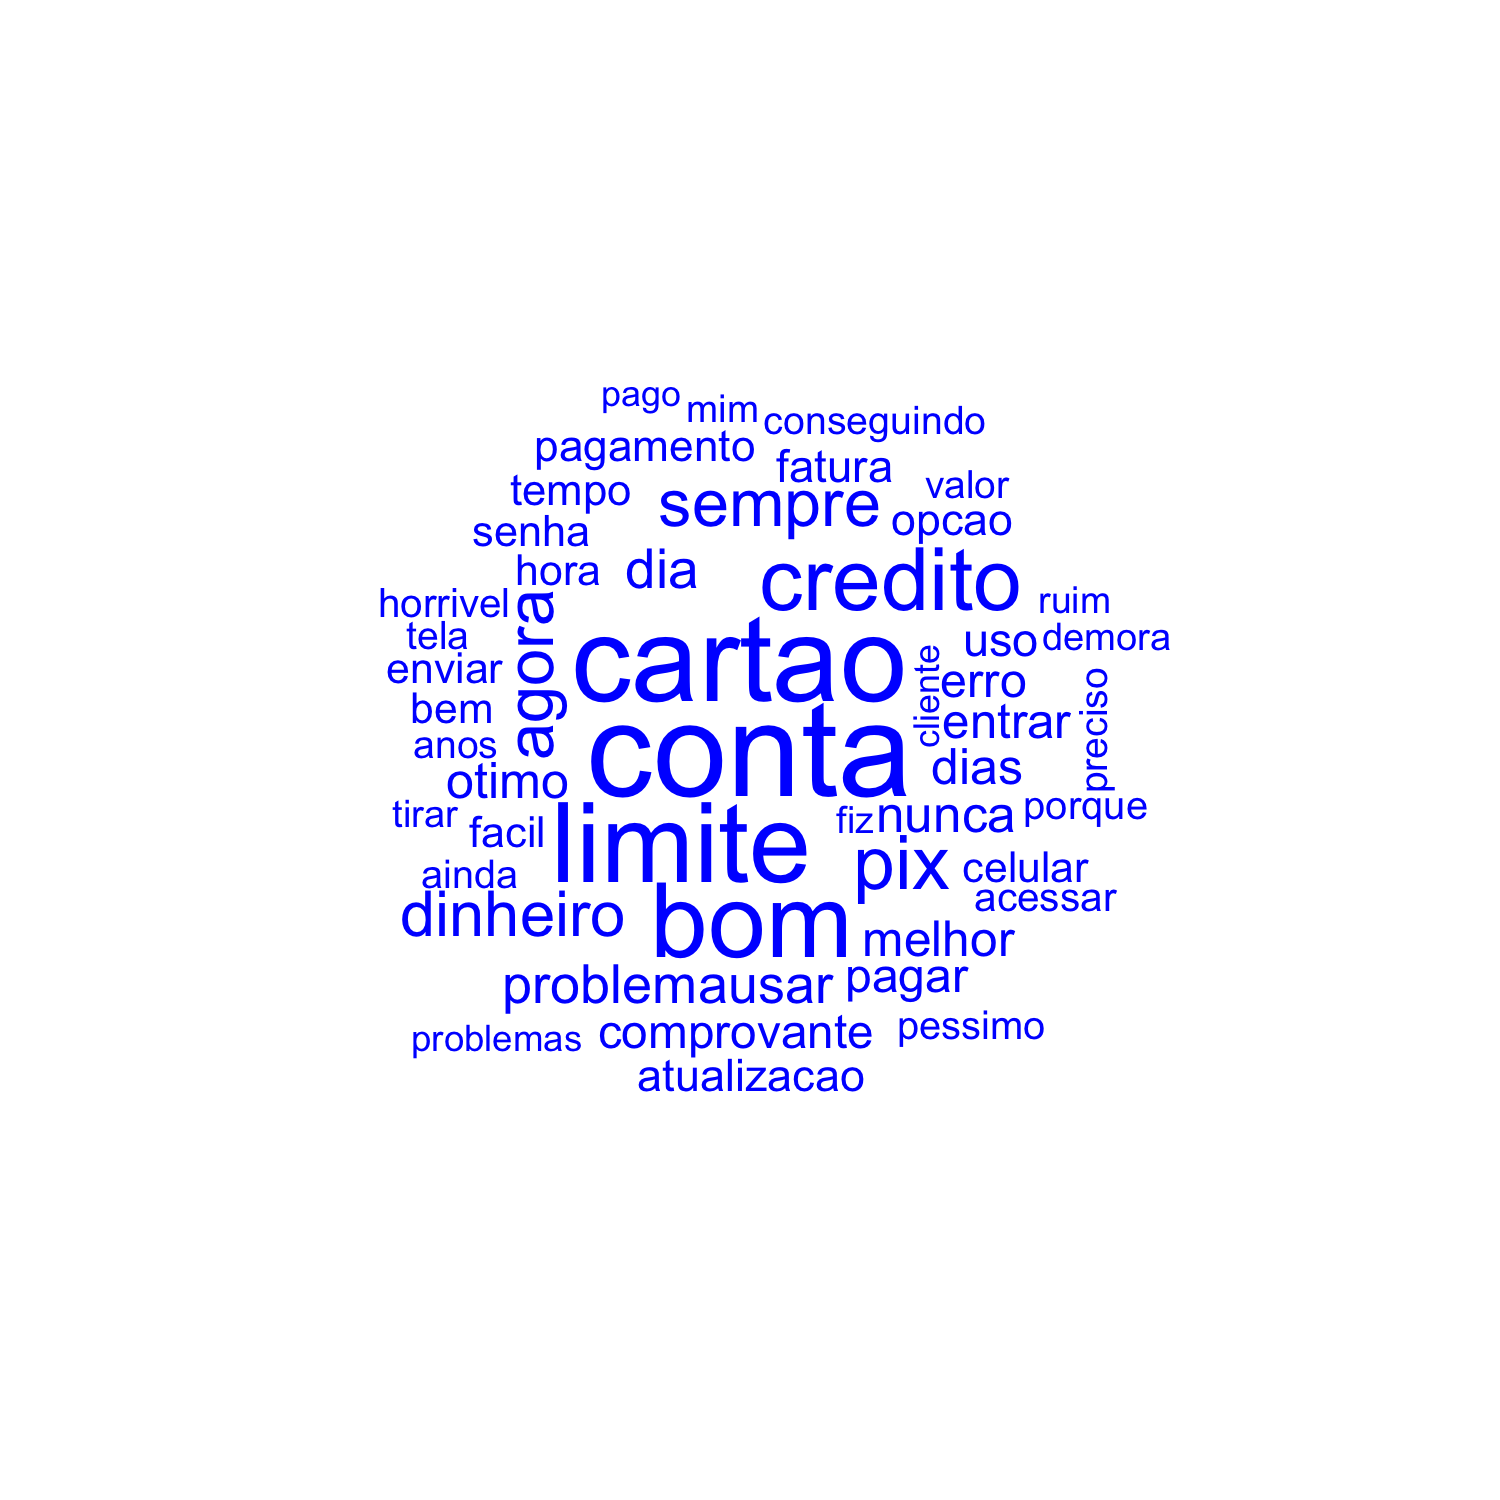 pago mim conseguindo
pagamento fatura
tempo sempre valor
senha opcao
hora dia credito
horrivel agora ruim
tela cartao uso demora
enviar cliente erro preciso
bem conta entrar
anos dias
otimo
tirar facil limite fiz nunca porque
ainda pix celular
dinheiro bom acessar
melhor
problema usar pagar
problemas comprovante pessimo
atualizacao